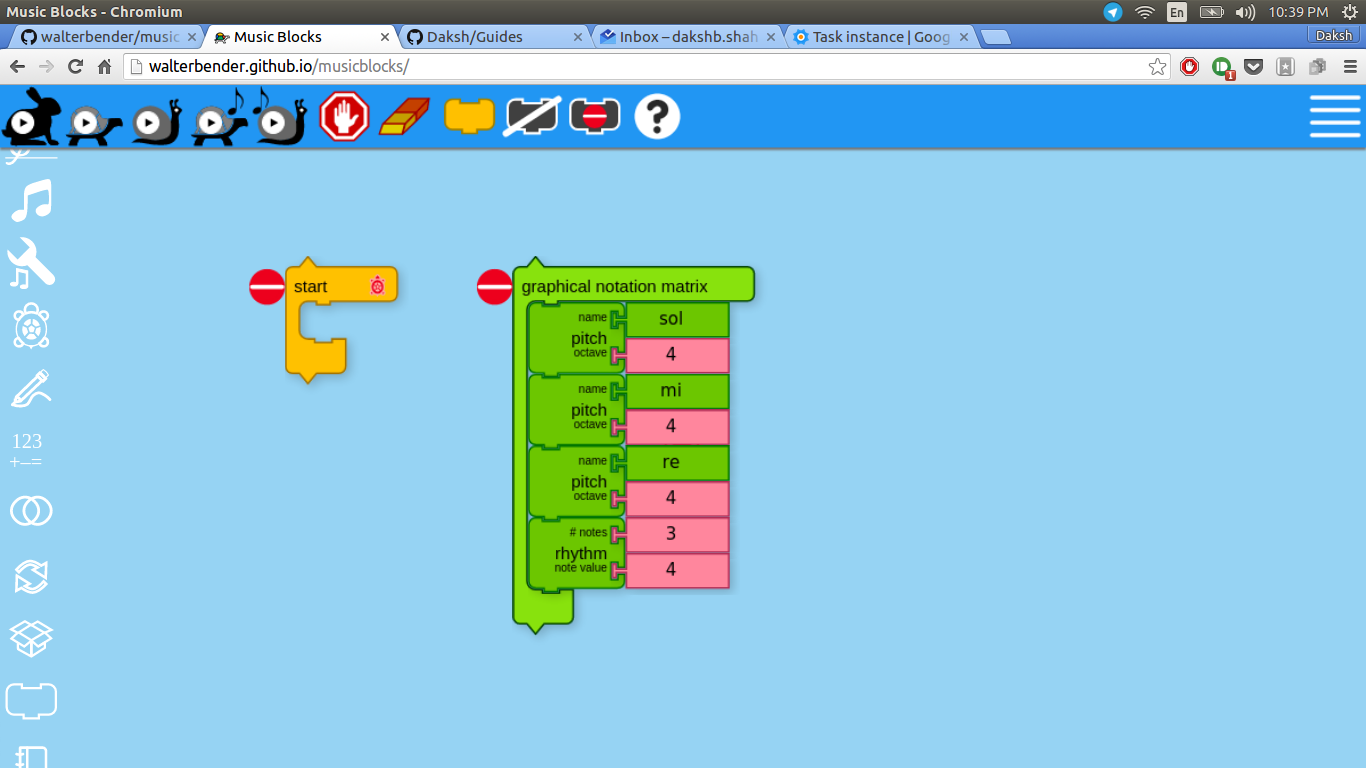 Music Blocks - Chromium
En
10:39 PM
walterbender/music
Music Blocks
Daksh/Guides
Inbox – dakshb.shah
Task instance | Goog
Daksh
walterbender.github.io/musicblocks/
1
?
start
graphical notation matrix
name
sol
pitch
octave
4
name
mi
pitch
octave
4
name
re
pitch
octave
4
# notes
3
rhythm
note value
4
123
+–=